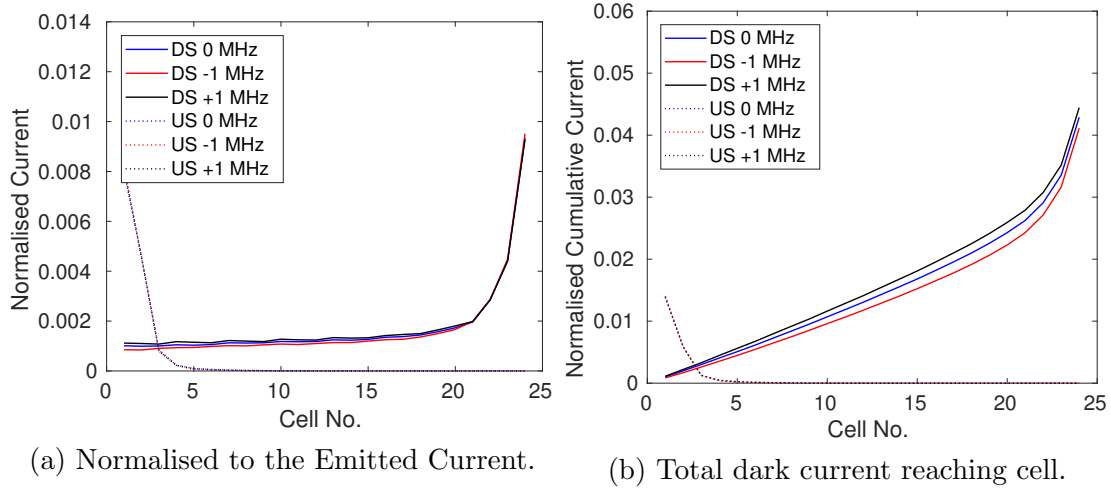 0.014
0.012
0.01
0.008
0.006
0.004
0.002
0
Normalised Current
DS 0 MHz
DS -1 MHz
DS +1 MHz
US 0 MHz
US -1 MHz
US +1 MHz
0 5 10 15 20 25
Cell No.
(a) Normalised to the Emitted Current.
0.06
0.05
0.04
0.03
0.02
0.01
0
Normalised Cumulative Current
DS 0 MHz
DS -1 MHz
DS +1 MHz
US 0 MHz
US -1 MHz
US +1 MHz
0 5 10 15 20 25
Cell No.
(b) Total dark current reaching cell.